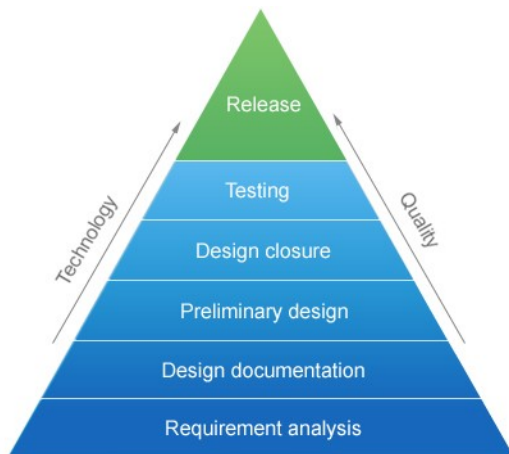 Release
Technology
Quality
Testing
Design closure
Preliminary design
Design documentation
Requirement analysis